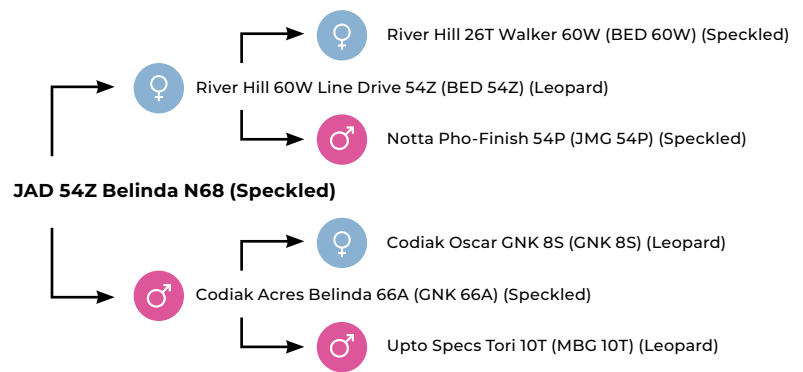 River Hill 26T Walker 60W (BED 60W) (Speckled)
River Hill 60W Line Drive 54Z (BED 54Z) (Leopard)
Notta Pho-Finish 54P (JMG 54P) (Speckled)
JAD 54Z Belinda N68 (Speckled)
Codiak Oscar GNK 8S (GNK 8S) (Leopard)
Codiak Acres Belinda 66A (GNK 66A) (Speckled)
Upto Specs Tori 10T (MBG 10T) (Leopard)